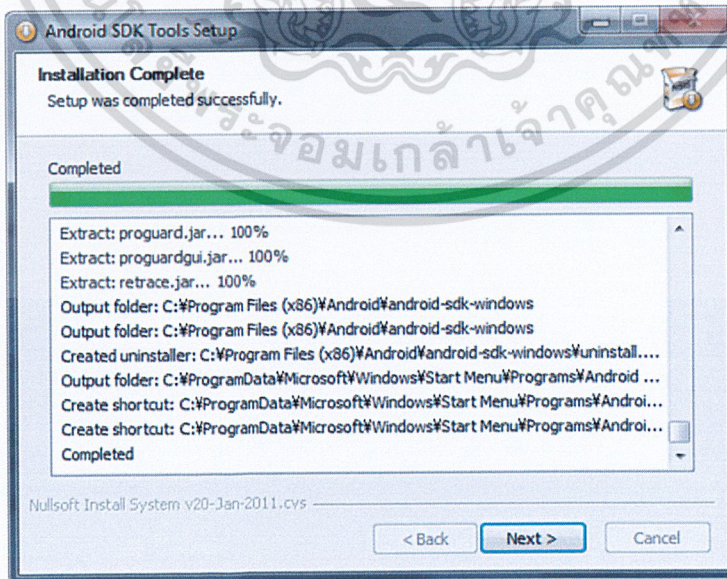 Android SDK Tools Setup
Installation Complete
Setup was completed successfully.
พระจอมเกล้าเจ้าคุณ
Completed
Extract: proguard.jar... 100%
Extract: proguardgui.jar... 100%
Extract: retrace.jar... 100%
Output folder: C:¥Program Files (x86)¥Android¥android-sdk-windows
Output folder: C:¥Program Files (x86)¥Android¥android-sdk-windows
Created uninstaller: C:¥Program Files (x86)¥Android¥android-sdk-windows¥uninstall....
Output folder: C:¥ProgramData¥Microsoft¥Windows¥Start Menu¥Programs¥Android ...
Create shortcut: C:¥ProgramData¥Microsoft¥Windows¥Start Menu¥Programs¥Androi...
Create shortcut: C:¥ProgramData¥Microsoft¥Windows¥Start Menu¥Programs¥Androi...
Completed
Nullsoft Install System v20-Jan-2011.cvs
< Back
Next >
Cancel